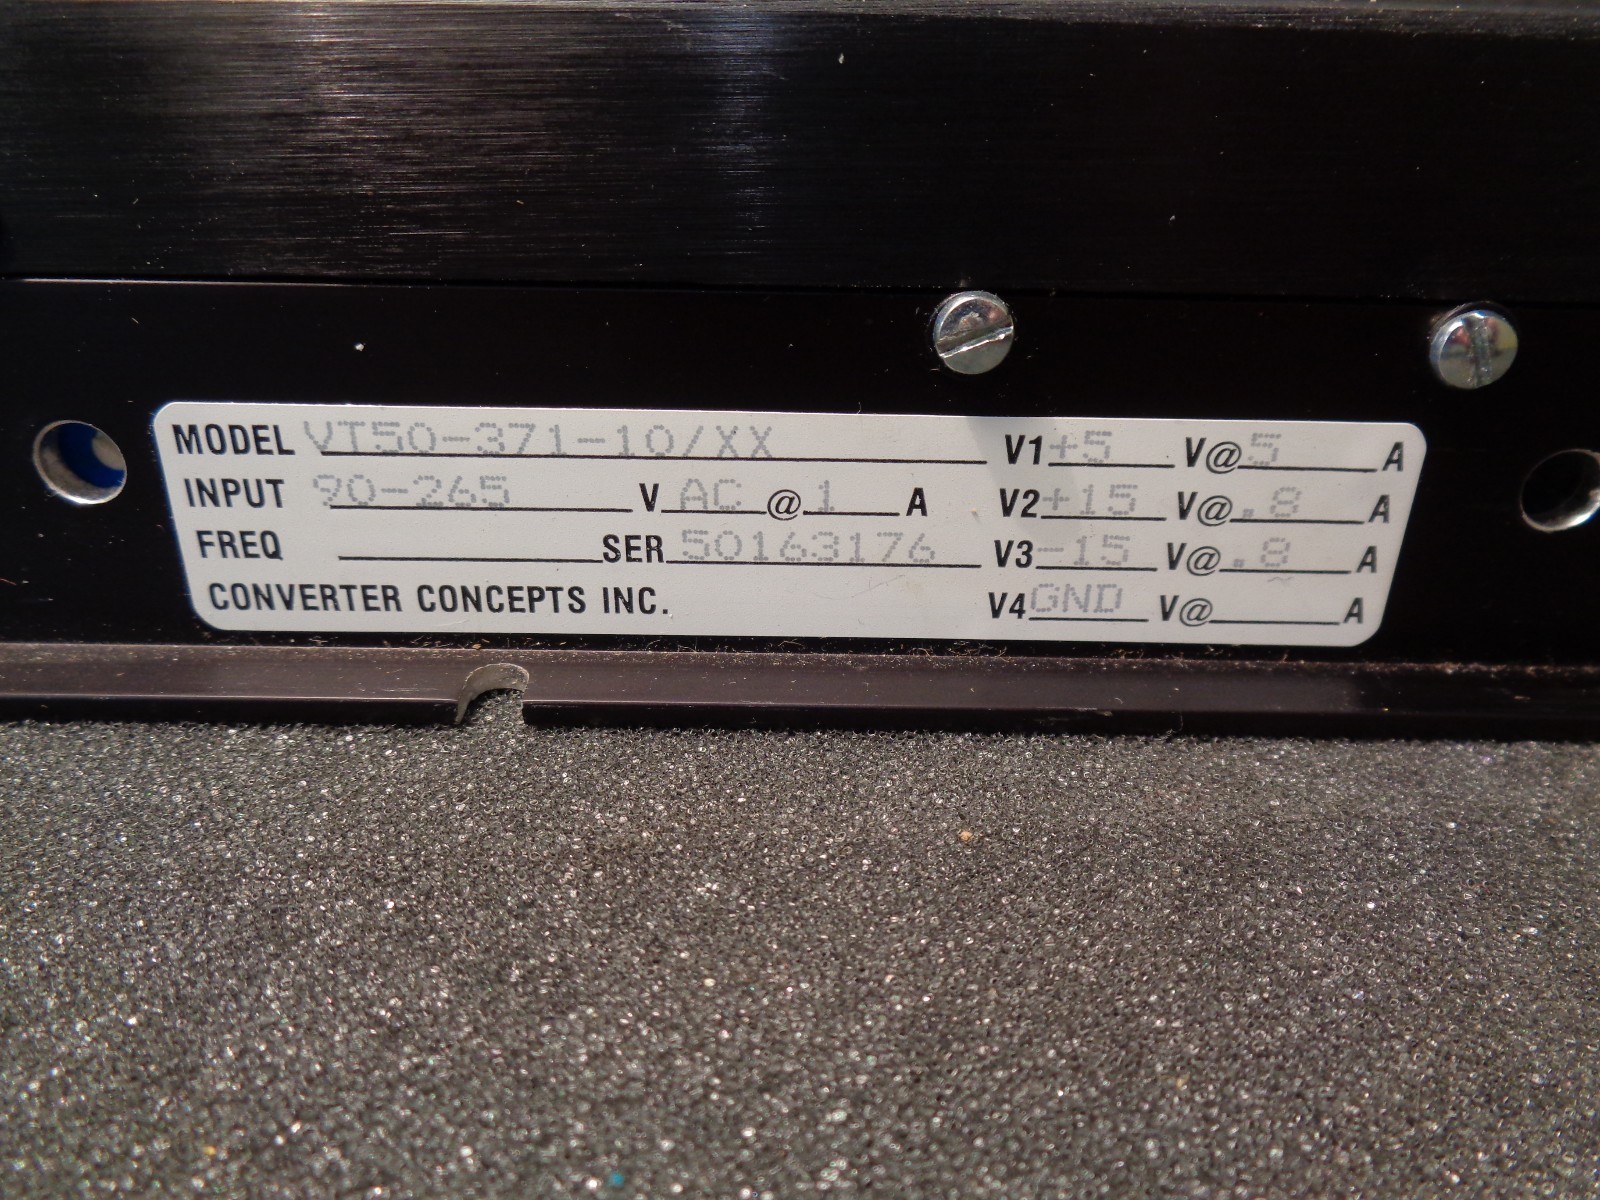 MODEL VT50-371-10/XX V1 +5 V@ 5 A
INPUT 90-265 V AC @ 1 A V2 +15 V@ .8 A
FREQ SER 50163176 V3 -15 V@ .8 A
CONVERTER CONCEPTS INC. V4 GND V@ A